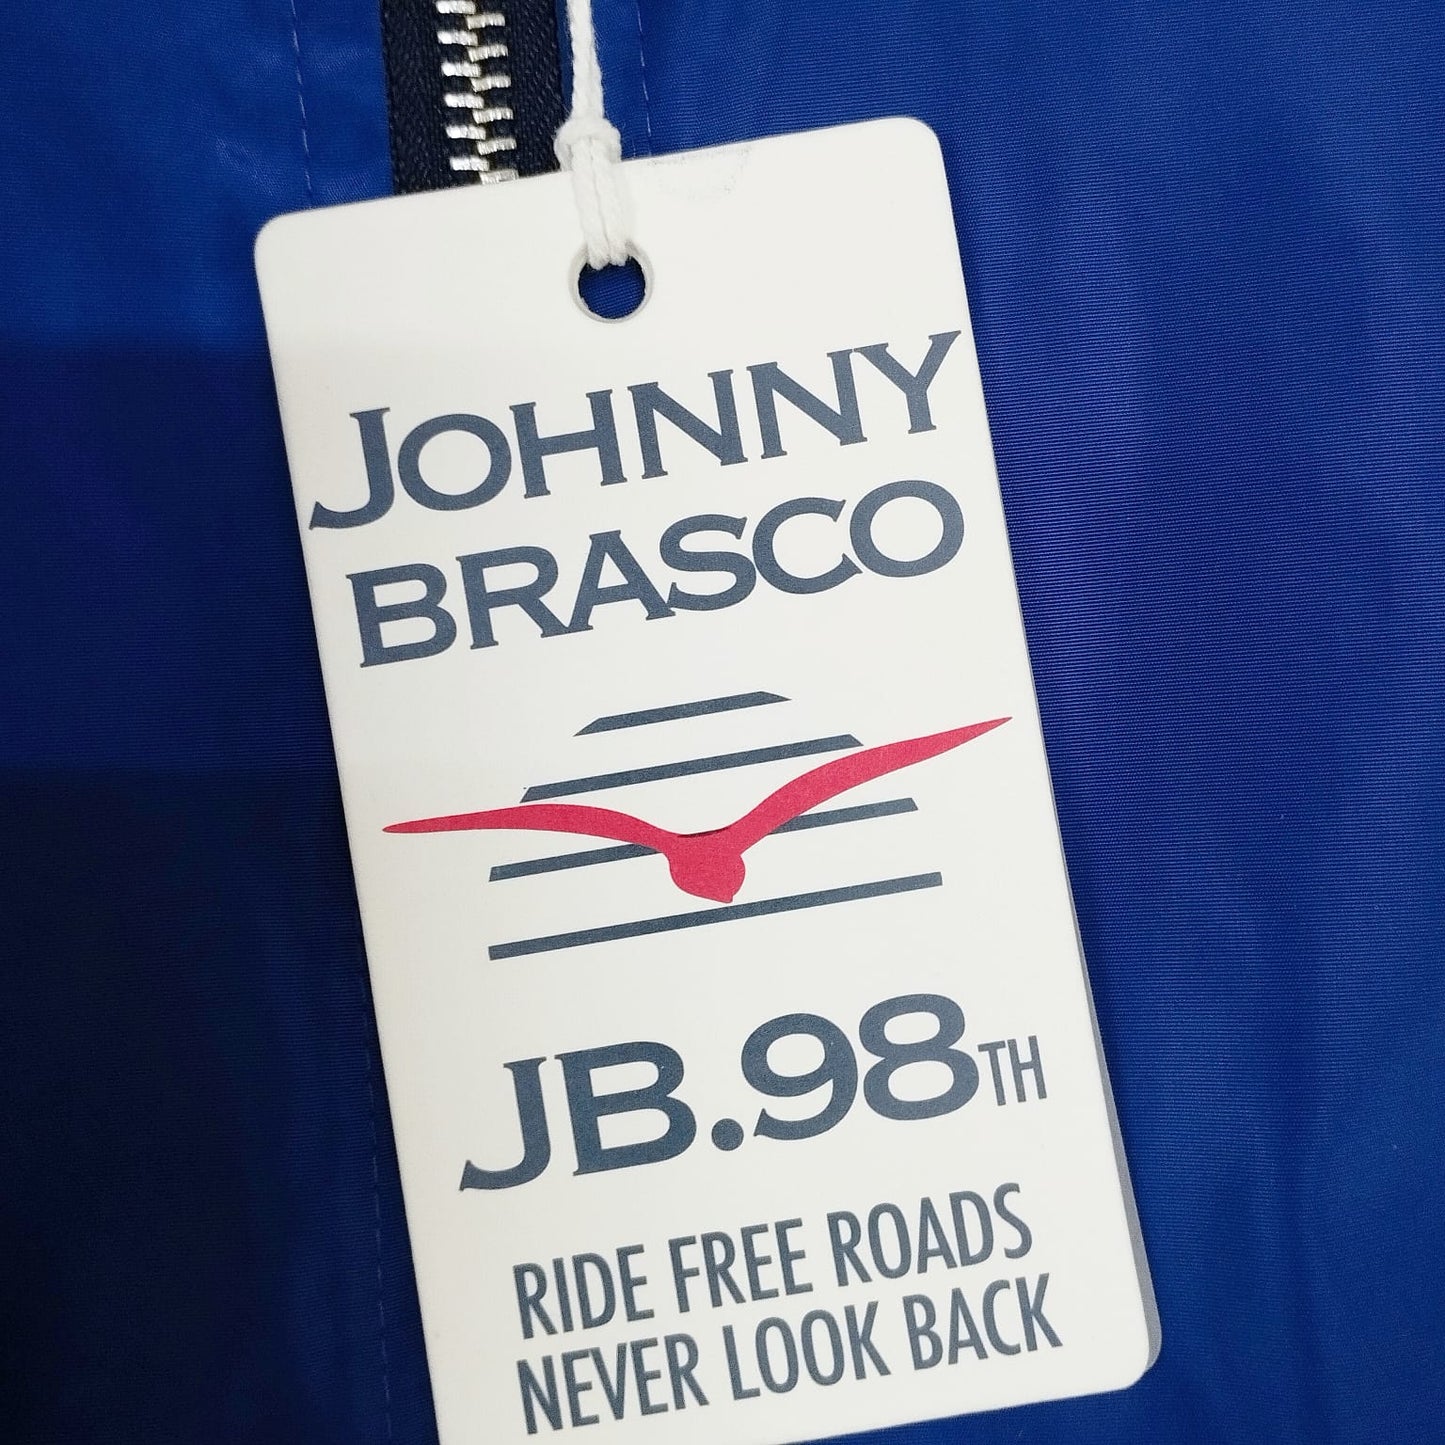 JOHNNY
BRASCO
JB.98TH
RIDE FREE ROADS
NEVER LOOK BACK